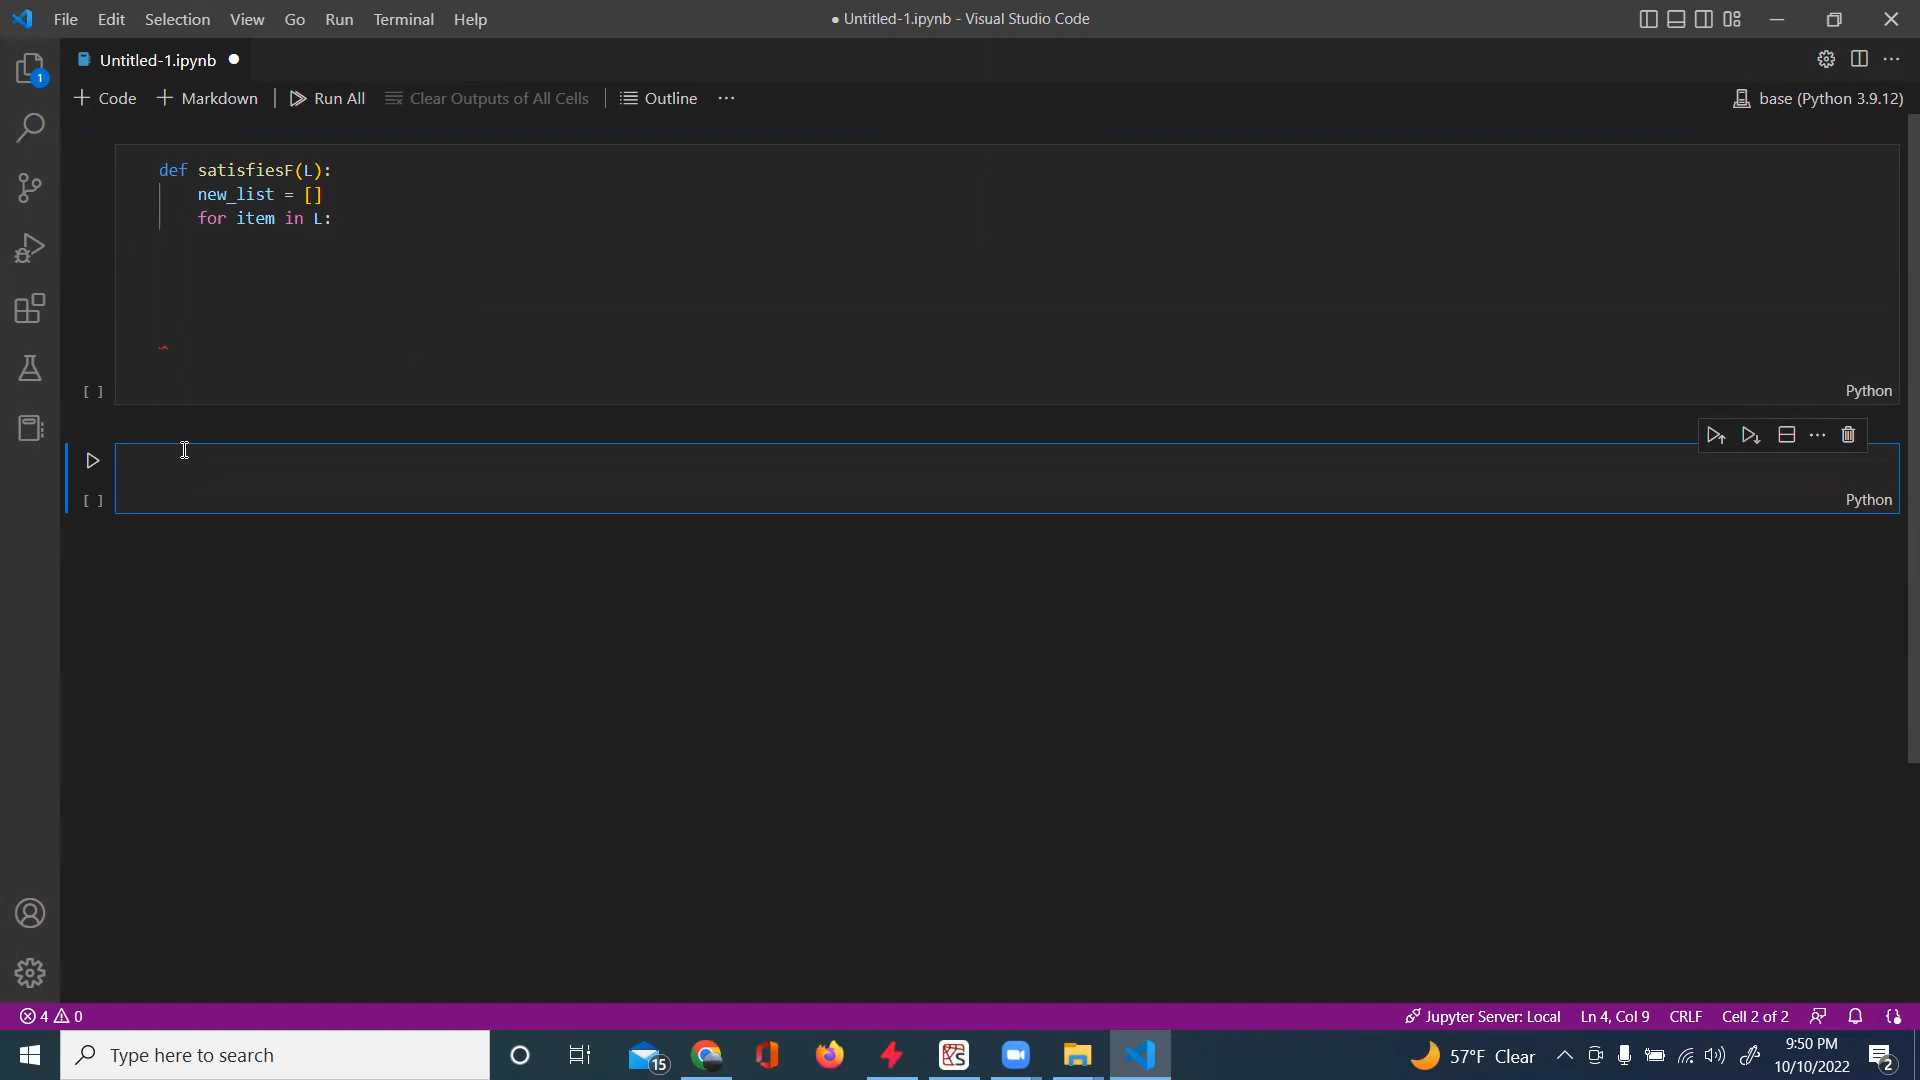 File Edit Selection View Go Run Terminal Help
● Untitled-1.ipynb - Visual Studio Code
Untitled-1.ipynb ●
+ Code + Markdown Run All Clear Outputs of All Cells Outline ···
base (Python 3.9.12)
1
def satisfiesF(L):
new_list = []
for item in L:
[ ]
Python
[ ]
Python
4 0
Jupyter Server: Local Ln 4, Col 9 CRLF Cell 2 of 2
Type here to search
15
57°F Clear
9:50 PM
10/10/2022
2